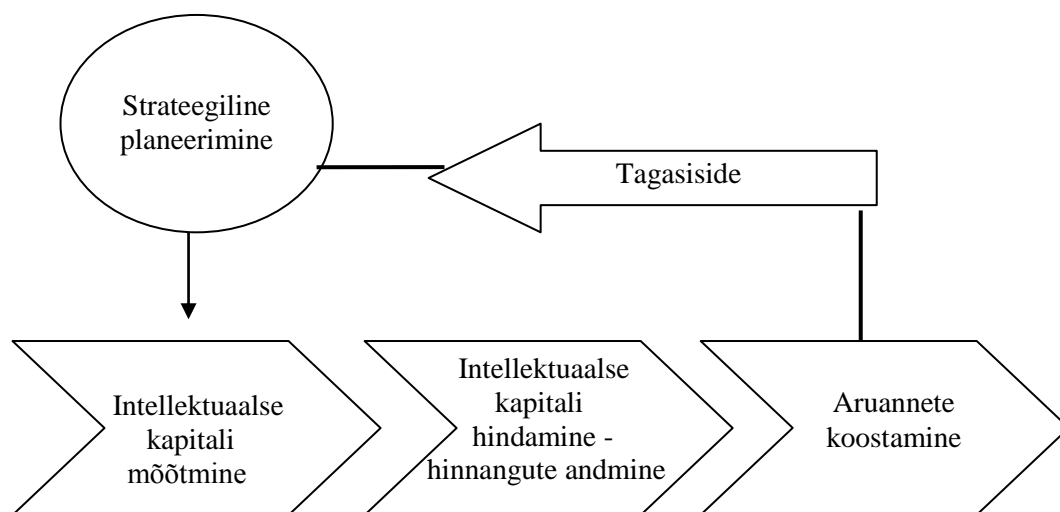 Strateegiline
planeerimine
Tagasiside
Intellektuaalse
kapitali
mõõtmine
Intellektuaalse
kapitali
hindamine -
hinnangute andmine
Aruannete
koostamine